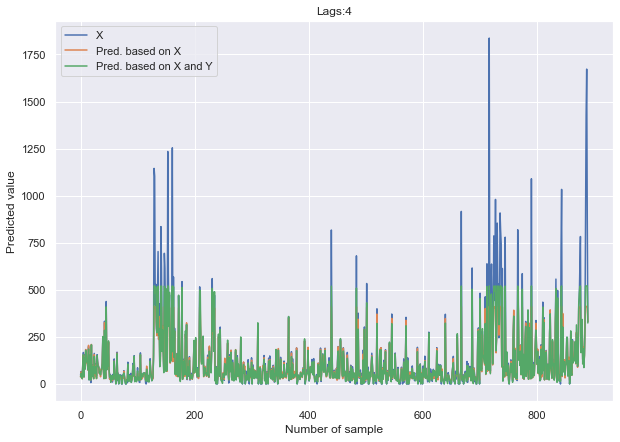 Lags:4
X
Pred. based on X
Pred. based on X and Y
1750
1500
1250
1000
750
500
250
0
Predicted value
0
200
400
600
800
Number of sample